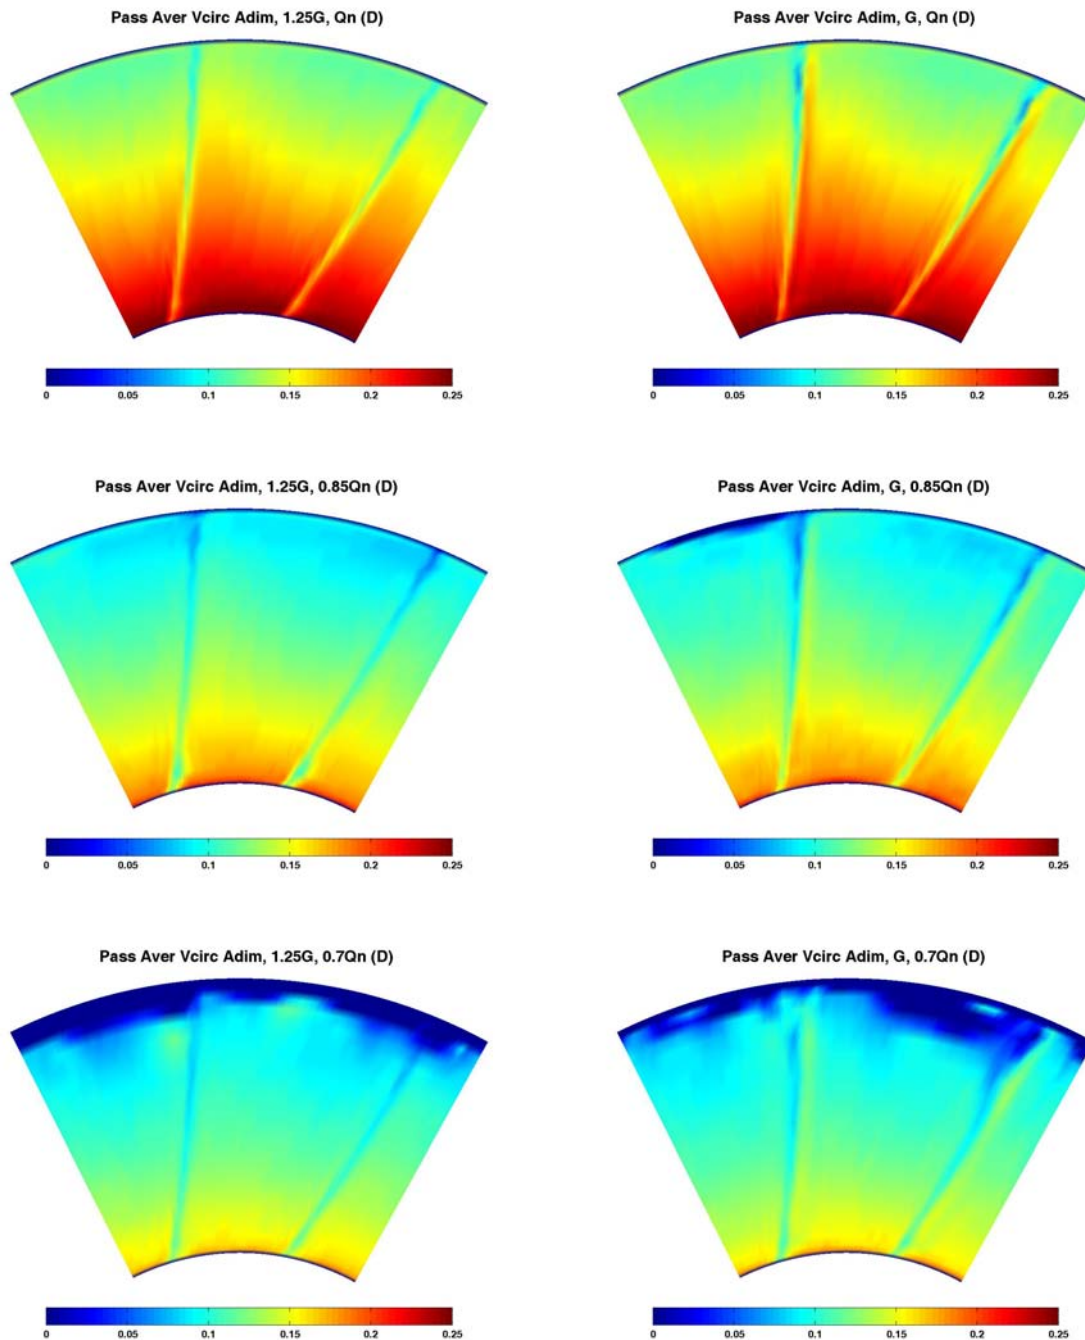 Pass Aver Vcirc Adim, 1.25G, Qn (D)
Pass Aver Vcirc Adim, G, Qn (D)
0 0.05 0.1 0.15 0.2 0.25
0 0.05 0.1 0.15 0.2 0.25
Pass Aver Vcirc Adim, 1.25G, 0.85Qn (D)
Pass Aver Vcirc Adim, G, 0.85Qn (D)
0 0.05 0.1 0.15 0.2 0.25
0 0.05 0.1 0.15 0.2 0.25
Pass Aver Vcirc Adim, 1.25G, 0.7Qn (D)
Pass Aver Vcirc Adim, G, 0.7Qn (D)
0 0.05 0.1 0.15 0.2 0.25
0 0.05 0.1 0.15 0.2 0.25